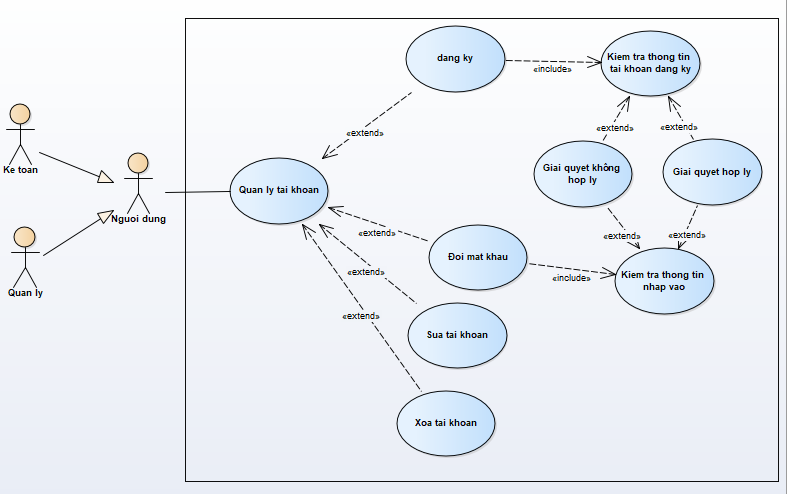 dang ky
«include»
Kiem tra thong tin
tai khoan dang ky
«extend»
«extend»
«extend»
Ke toan
Nguoi dung
Quan ly
Quan ly tai khoan
Giai quyet không
hop ly
Giai quyet hop ly
«extend»
«extend»
«extend»
Đoi mat khau
«include»
Kiem tra thong tin
nhap vao
«extend»
Sua tai khoan
«extend»
Xoa tai khoan